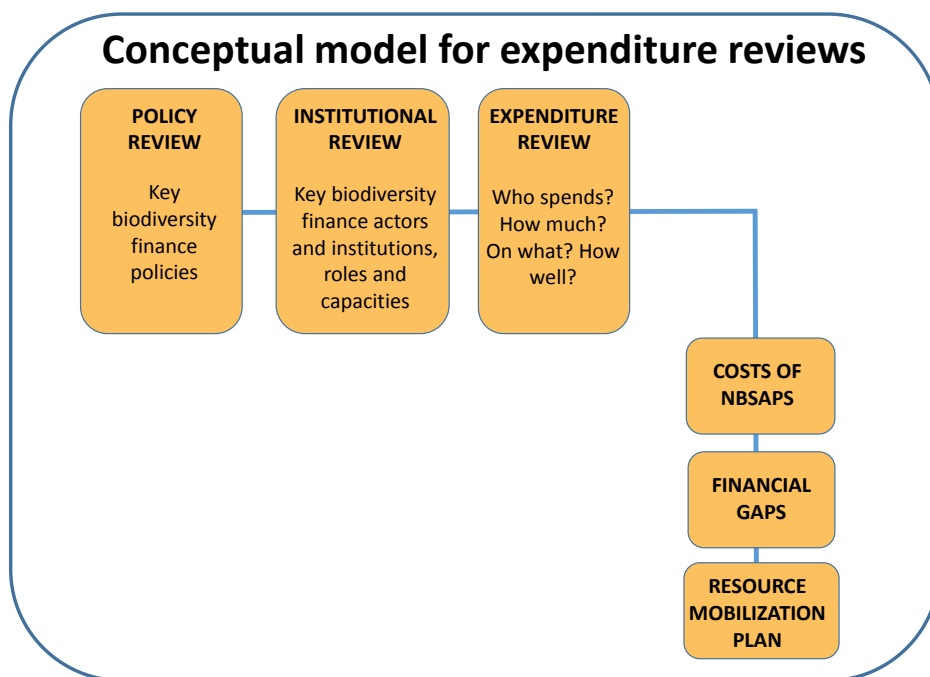 Conceptual model for expenditure reviews
POLICY
REVIEW
Key
biodiversity
finance
policies
INSTITUTIONAL
REVIEW
Key biodiversity
finance actors
and institutions,
roles and
capacities
EXPENDITURE
REVIEW
Who spends?
How much?
On what? How
well?
COSTS OF
NBSAPS
FINANCIAL
GAPS
RESOURCE
MOBILIZATION
PLAN